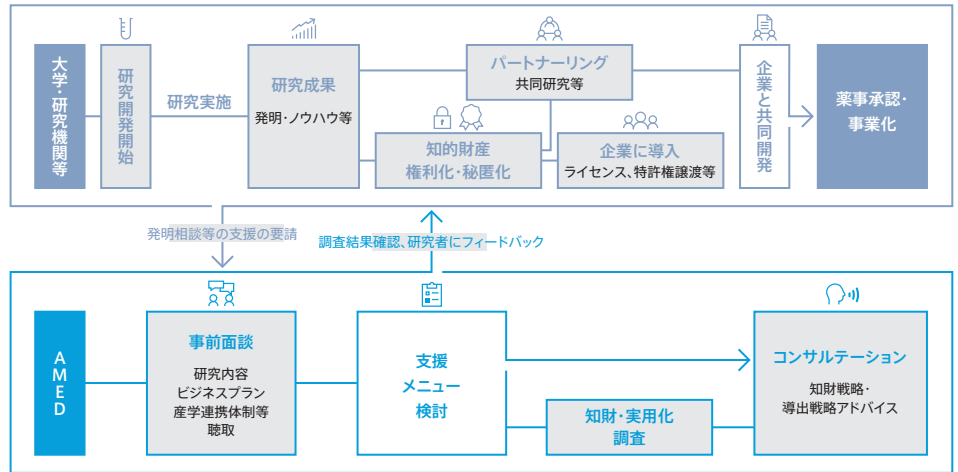 大学・研究機関等
研究開発開始
研究実施
研究成果
発明・ノウハウ等
パートナーリング
共同研究等
知的財産
権利化・秘匿化
企業に導入
ライセンス、特許権譲渡等
企業と共同開発
薬事承認・
事業化
発明相談等の支援の要請
調査結果確認、研究者にフィードバック
AMED
事前面談
研究内容
ビジネスプラン
産学連携体制等
聴取
支援
メニュー
検討
知財・実用化
調査
コンサルテーション
知財戦略・
導出戦略アドバイス